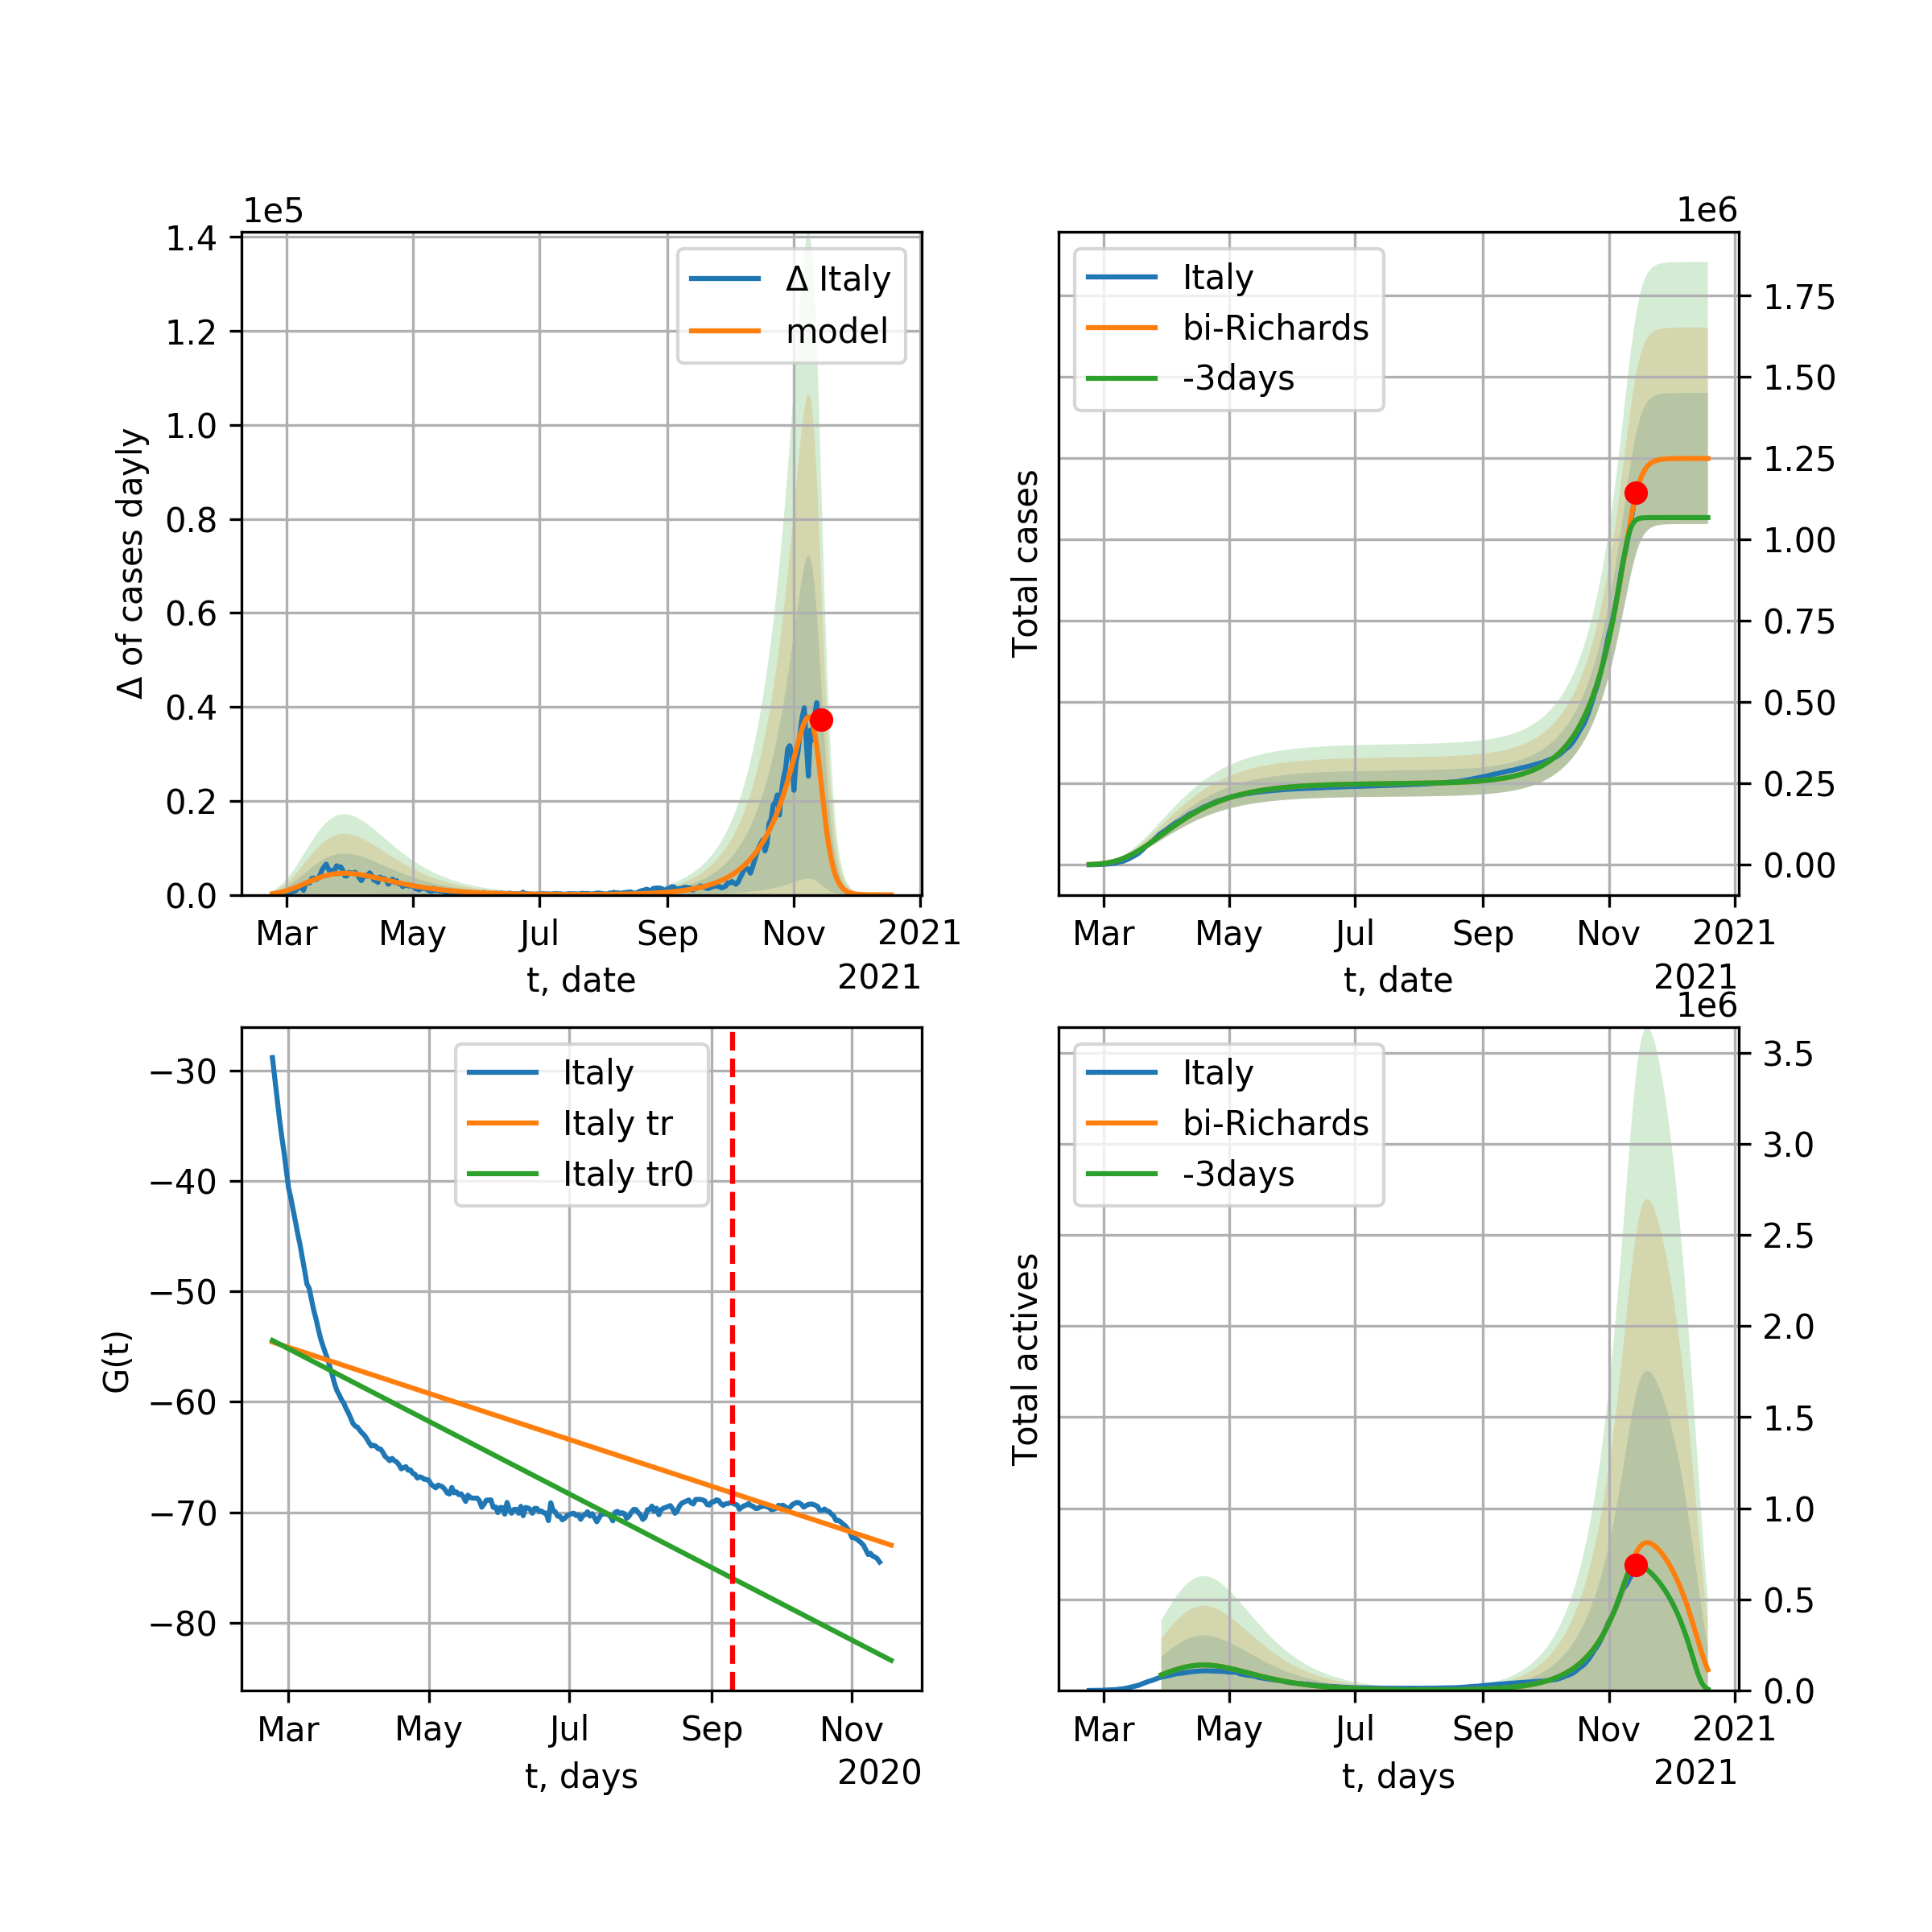 1e5
1.4
1.2
1.0
0.8
0.6
0.4
0.2
0.0
Δ of cases dayly
Δ Italy
model
Mar May Jul Sep Nov 2021
t, date
2021
1e6
Total cases
Italy
bi-Richards
-3days
1.75
1.50
1.25
1.00
0.75
0.50
0.25
0.00
Mar May Jul Sep Nov 2021
t, date
2021
−30
−40
−50
−60
−70
−80
G(t)
Italy
Italy tr
Italy tr0
Mar May Jul Sep Nov
t, days
2020
1e6
Total actives
Italy
bi-Richards
-3days
3.5
3.0
2.5
2.0
1.5
1.0
0.5
0.0
Mar May Jul Sep Nov 2021
t, days
2021